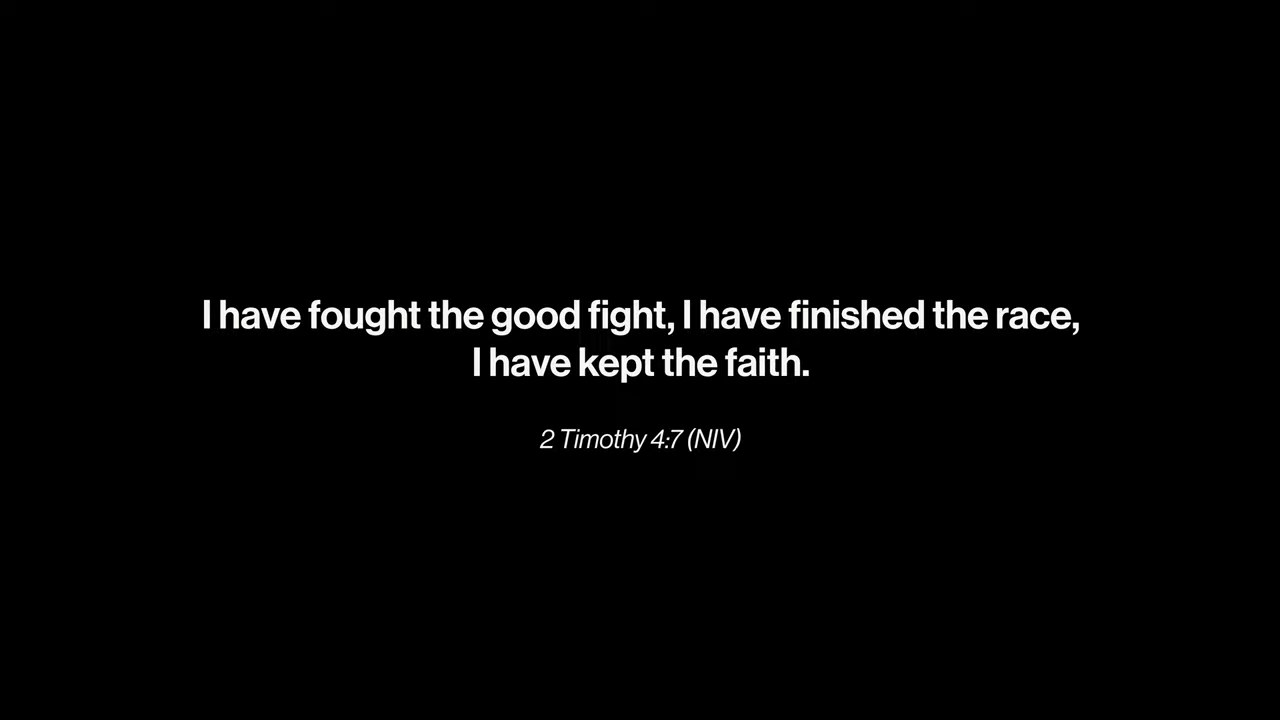 I have fought the good fight, I have finished the race,
I have kept the faith.
2 Timothy 4:7 (NIV)